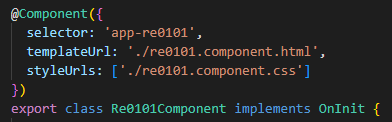 @Component({
  selector: 'app-re0101',
  templateUrl: './re0101.component.html',
  styleUrls: ['./re0101.component.css']
})
export class Re0101Component implements OnInit {